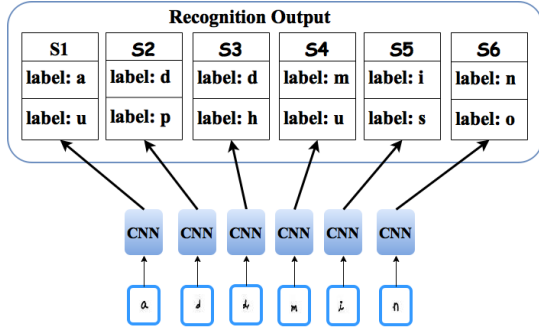 Recognition Output
S1 S2 S3 S4 S5 S6
label: a label: d label: d label: m label: i label: n
label: u label: p label: h label: u label: s label: o
CNN CNN CNN CNN CNN CNN
a d d m i n